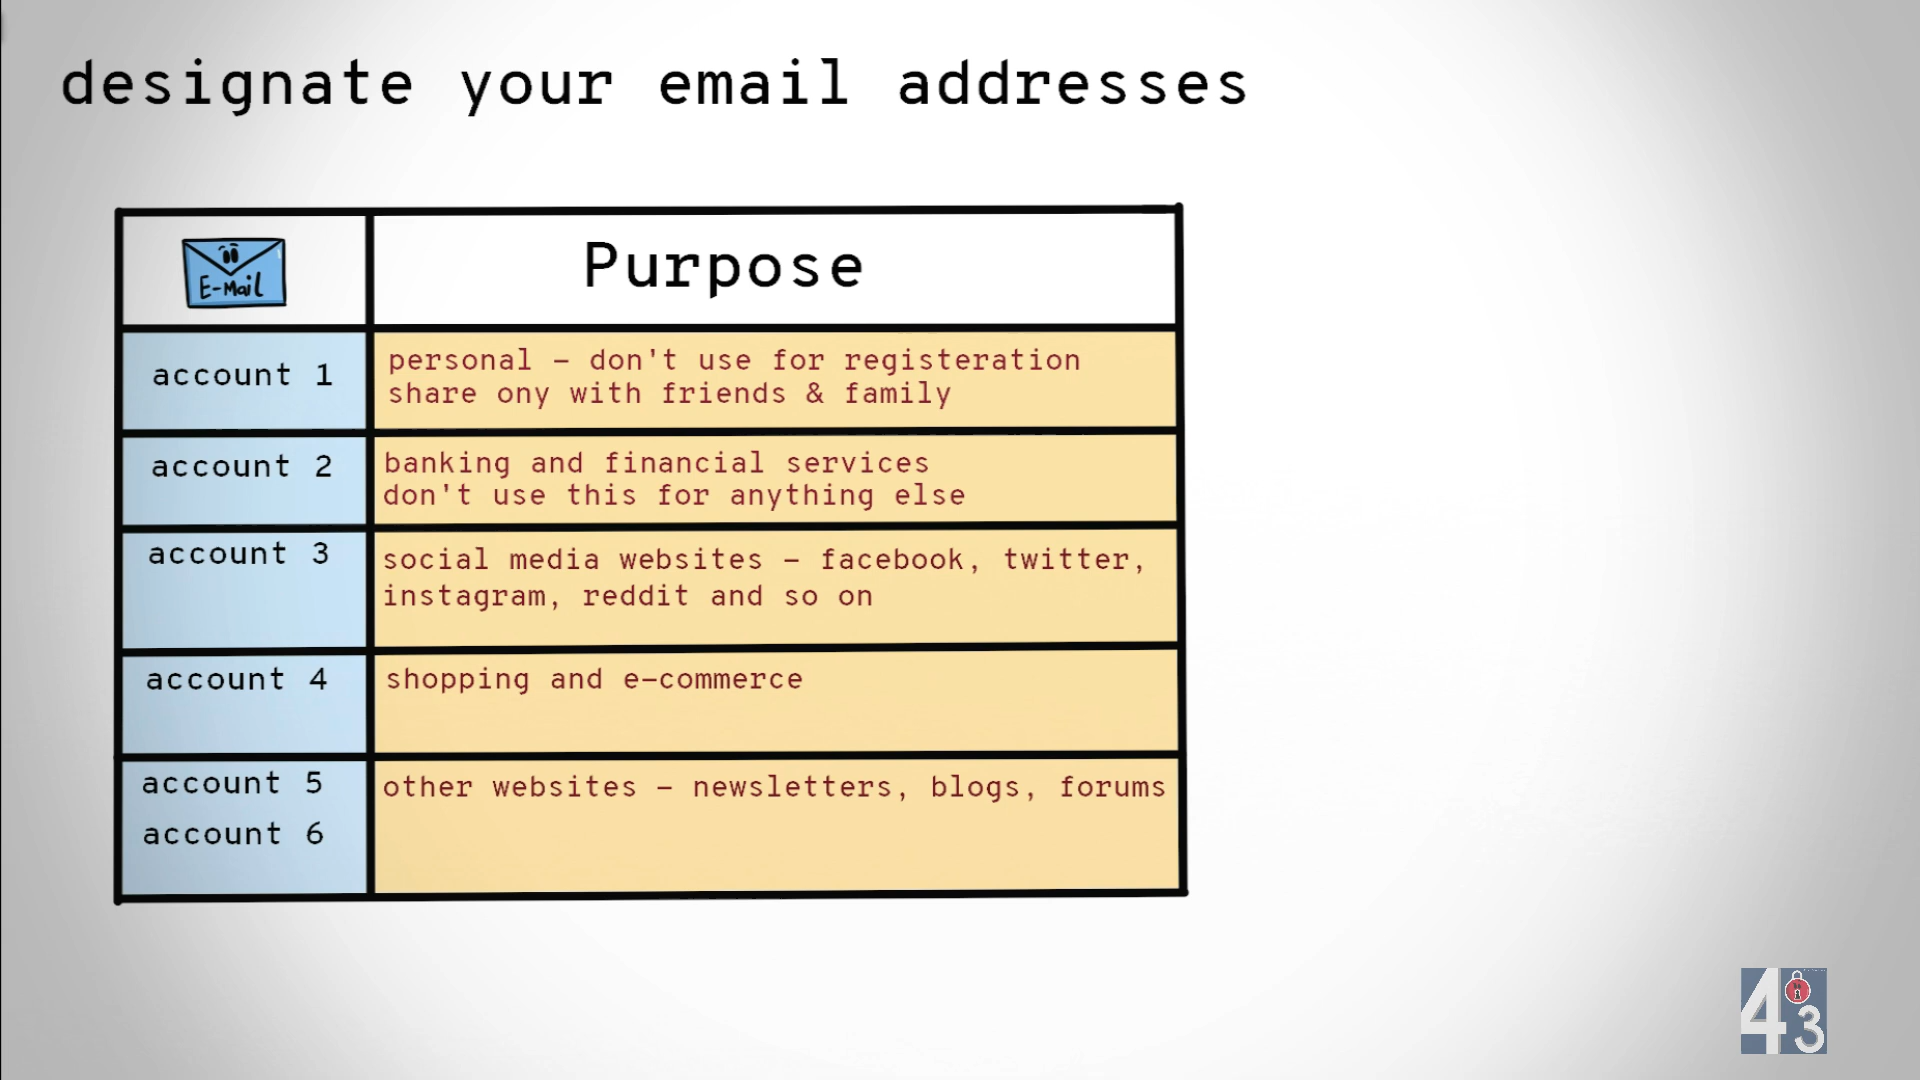 designate your email addresses
E-Mail
Purpose
account 1
personal – don't use for registeration
share ony with friends & family
account 2
banking and financial services
don't use this for anything else
account 3
social media websites – facebook, twitter,
instagram, reddit and so on
account 4
shopping and e-commerce
account 5
account 6
other websites – newsletters, blogs, forums
43